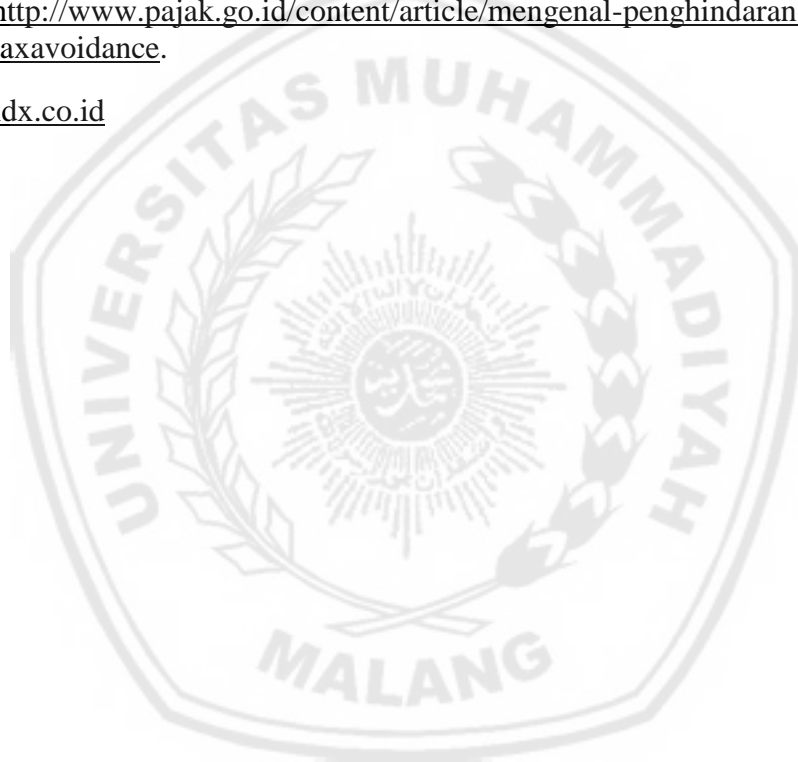 http://www.pajak.go.id/content/article/mengenal-penghindaran
axavoidance.
dx.co.id
UNIVERSITAS MUHAMMADIYAH
MALANG